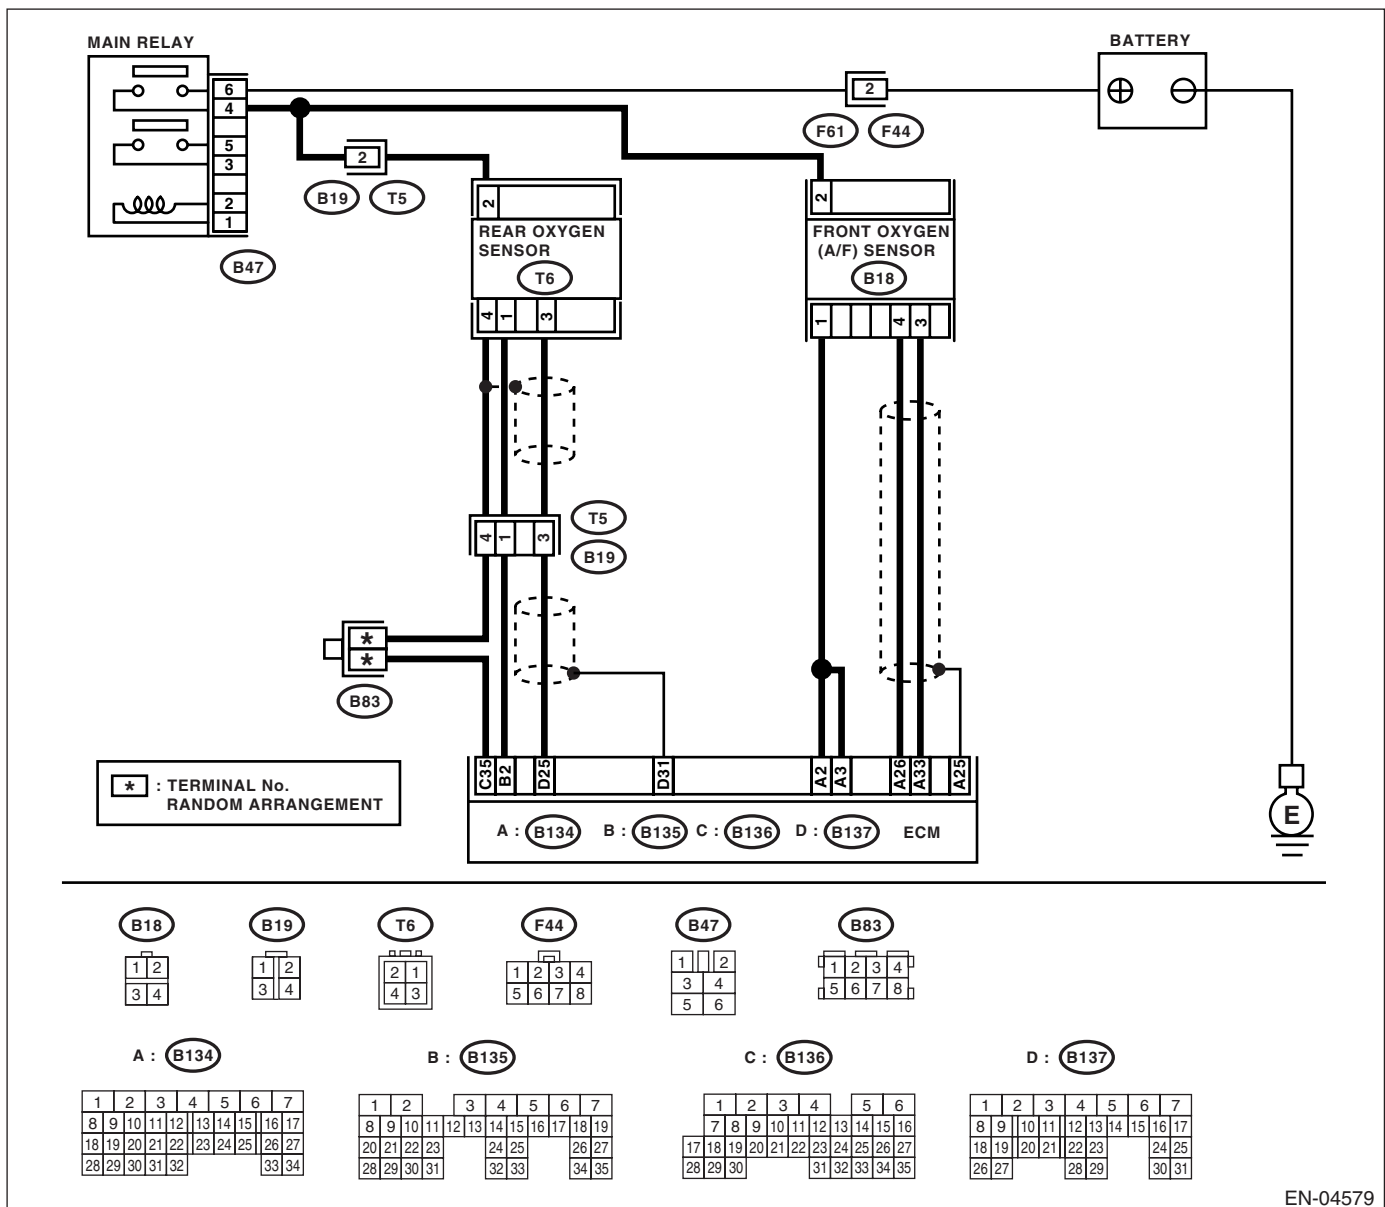 MAIN RELAY
BATTERY
6
4
5
3
2
1
B47
2
F61 F44
2
B19 T5
2
REAR OXYGEN
SENSOR
T6
4 1 3
2
FRONT OXYGEN
(A/F) SENSOR
B18
1 4 3
4 1 3
T5
B19
*
*
B83
* : TERMINAL No.
RANDOM ARRANGEMENT
C35 B2 D25 D31 A2 A3 A26 A33 A25
A : B134 B : B135 C : B136 D : B137 ECM
E
B18 B19 T6 F44 B47 B83
1 2
3 4
1 2
3 4
2 1
4 3
1 2 3 4
5 6 7 8
1 2
3 4
5 6
1 2 3 4
5 6 7 8
A : B134
1 2 3 4 5 6 7
8 9 10 11 12 13 14 15 16 17
18 19 20 21 22 23 24 25 26 27
28 29 30 31 32 33 34
B : B135
1 2 3 4 5 6 7
8 9 10 11 12 13 14 15 16 17 18 19
20 21 22 23 24 25 26 27
28 29 30 31 32 33 34 35
C : B136
1 2 3 4 5 6
7 8 9 10 11 12 13 14 15 16
17 18 19 20 21 22 23 24 25 26 27
28 29 30 31 32 33 34 35
D : B137
1 2 3 4 5 6 7
8 9 10 11 12 13 14 15 16 17
18 19 20 21 22 23 24 25
26 27 28 29 30 31
EN-04579